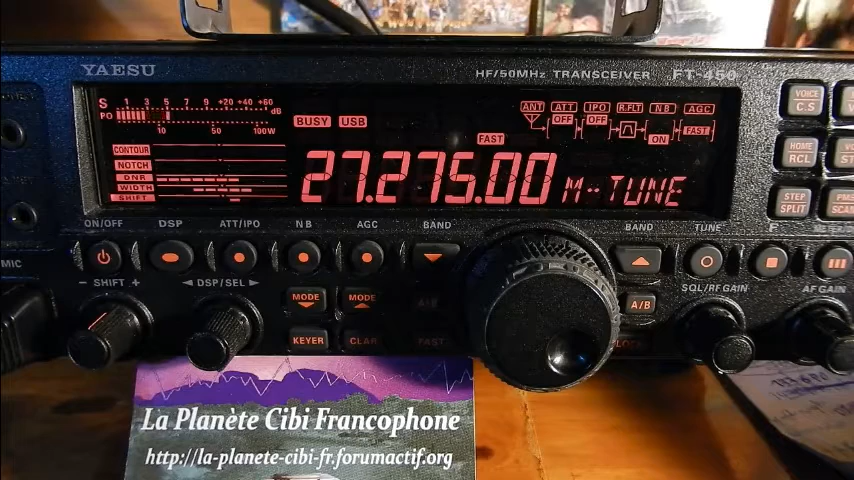 YAESU
HF/50MHz TRANSCEIVER FT-450
S 1 3 5 7 9 +20 +40 +60 dB
PO 10 50 100W
BUSY USB
ANT ATT IPO R.FLT NB AGC
OFF OFF ON FAST
FAST
CONTOUR
NOTCH
DNR
WIDTH
SHIFT
27.275.00 M-TUNE
VOICE
C.S
HOME
RCL
STEP
SPLIT
ON/OFF DSP ATT/IPO NB AGC BAND
BAND TUNE F
MIC
- SHIFT + DSP/SEL
SQL/RF GAIN AF GAIN
MODE MODE A/B
A/B
KEYER CLAR FAST
LOCK
La Planète Cibi Francophone
http://la-planete-cibi-fr.forumactif.org